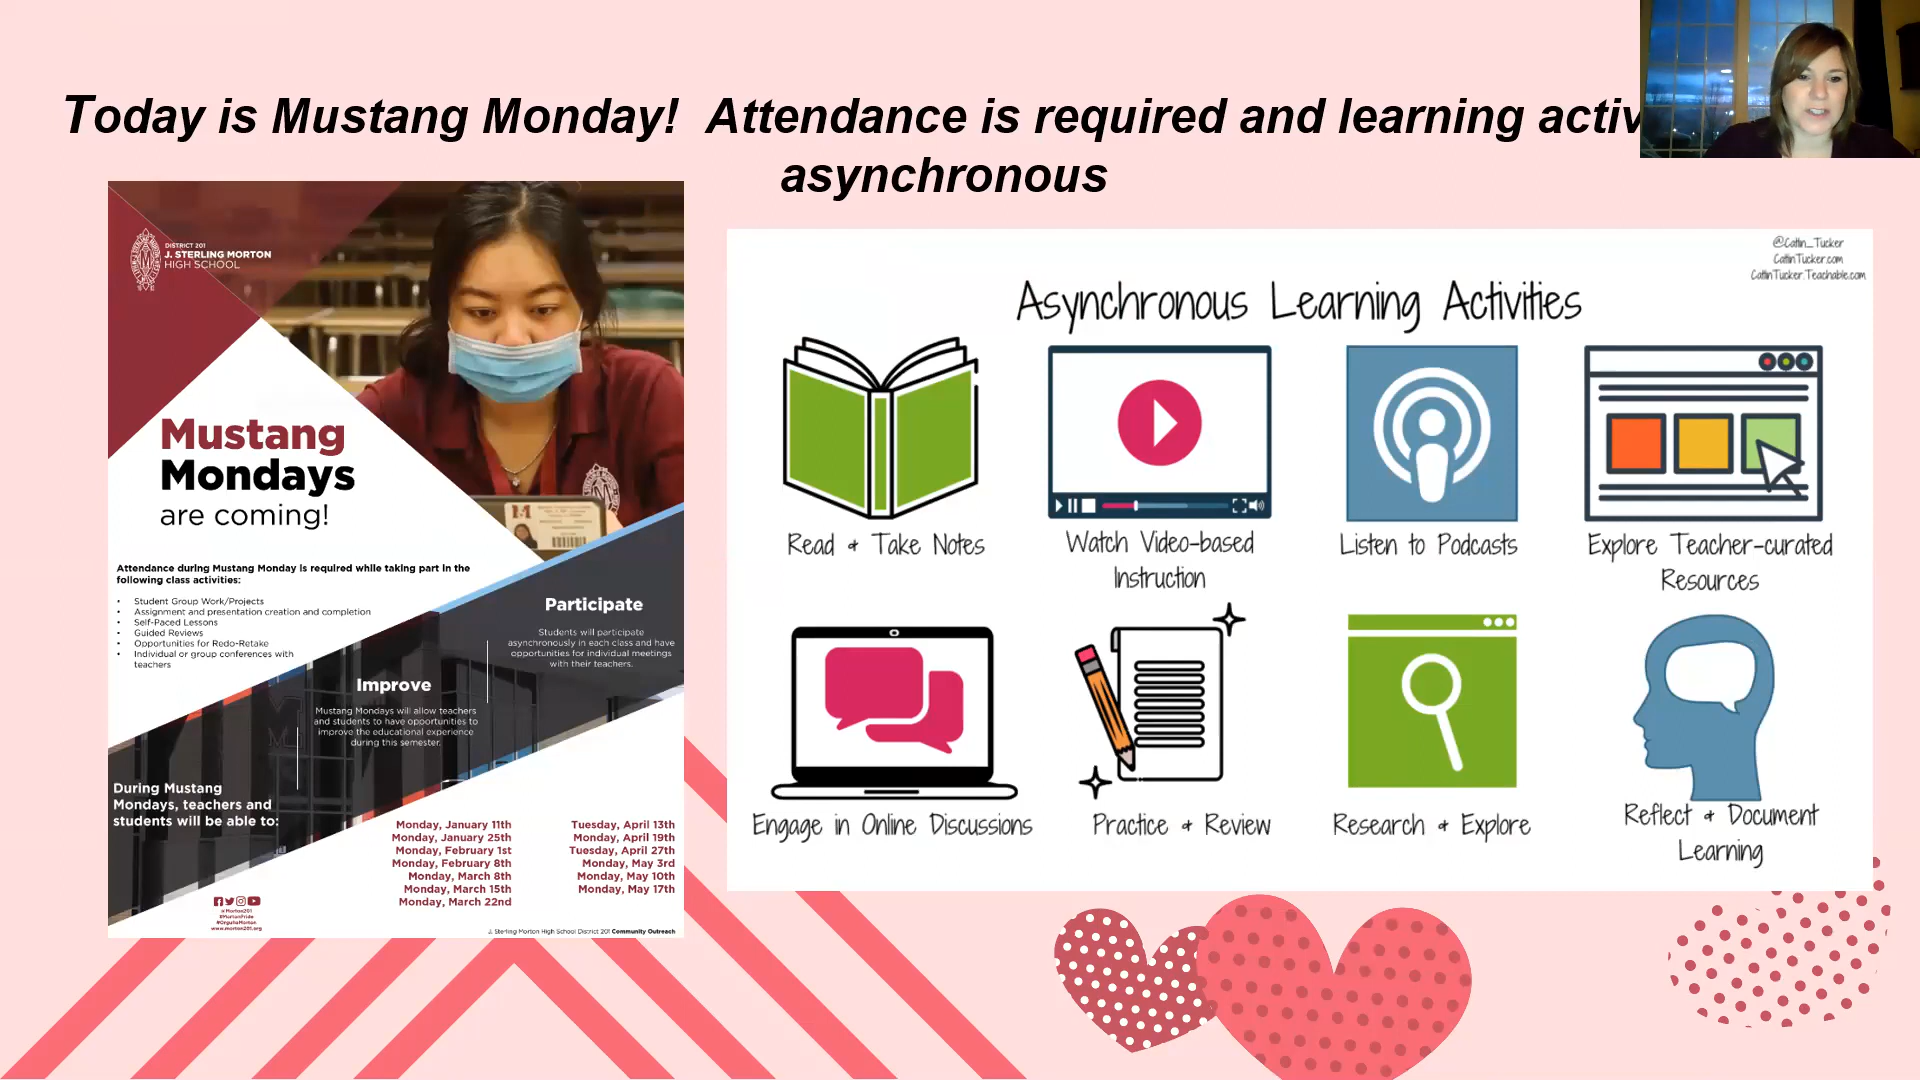 Today is Mustang Monday!  Attendance is required and learning activ
asynchronous
DISTRICT 201
J. STERLING MORTON
HIGH SCHOOL
Mustang
Mondays
are coming!
Attendance during Mustang Monday is required while taking part in the
following class activities:
• Student Group Work/Projects
• Assignment and presentation creation and completion
• Self-Paced Lessons
• Guided Reviews
• Opportunities for Redo-Retake
• Individual or group conferences with
teachers
Participate
Students will participate
asynchronously in each class and have
opportunities for individual meetings
with their teachers.
Improve
Mustang Mondays will allow teachers
and students to have opportunities to
improve the educational experience
during this semester.
During Mustang
Mondays, teachers and
students will be able to:
Monday, January 11th
Monday, January 25th
Monday, February 1st
Monday, February 8th
Monday, March 8th
Monday, March 15th
Monday, March 22nd
Tuesday, April 13th
Monday, April 19th
Tuesday, April 27th
Monday, May 3rd
Monday, May 10th
Monday, May 17th
#MortonPride
#OrgulloMorton
www.morton201.org
J. Sterling Morton High School District 201 Community Outreach
@Catlin_Tucker
CatlinTucker.com
CatlinTucker.Teachable.com
Asynchronous Learning Activities
Read + Take Notes
Watch Video-based
Instruction
Listen to Podcasts
Explore Teacher-curated
Resources
Engage in Online Discussions
Practice + Review
Research + Explore
Reflect + Document
Learning